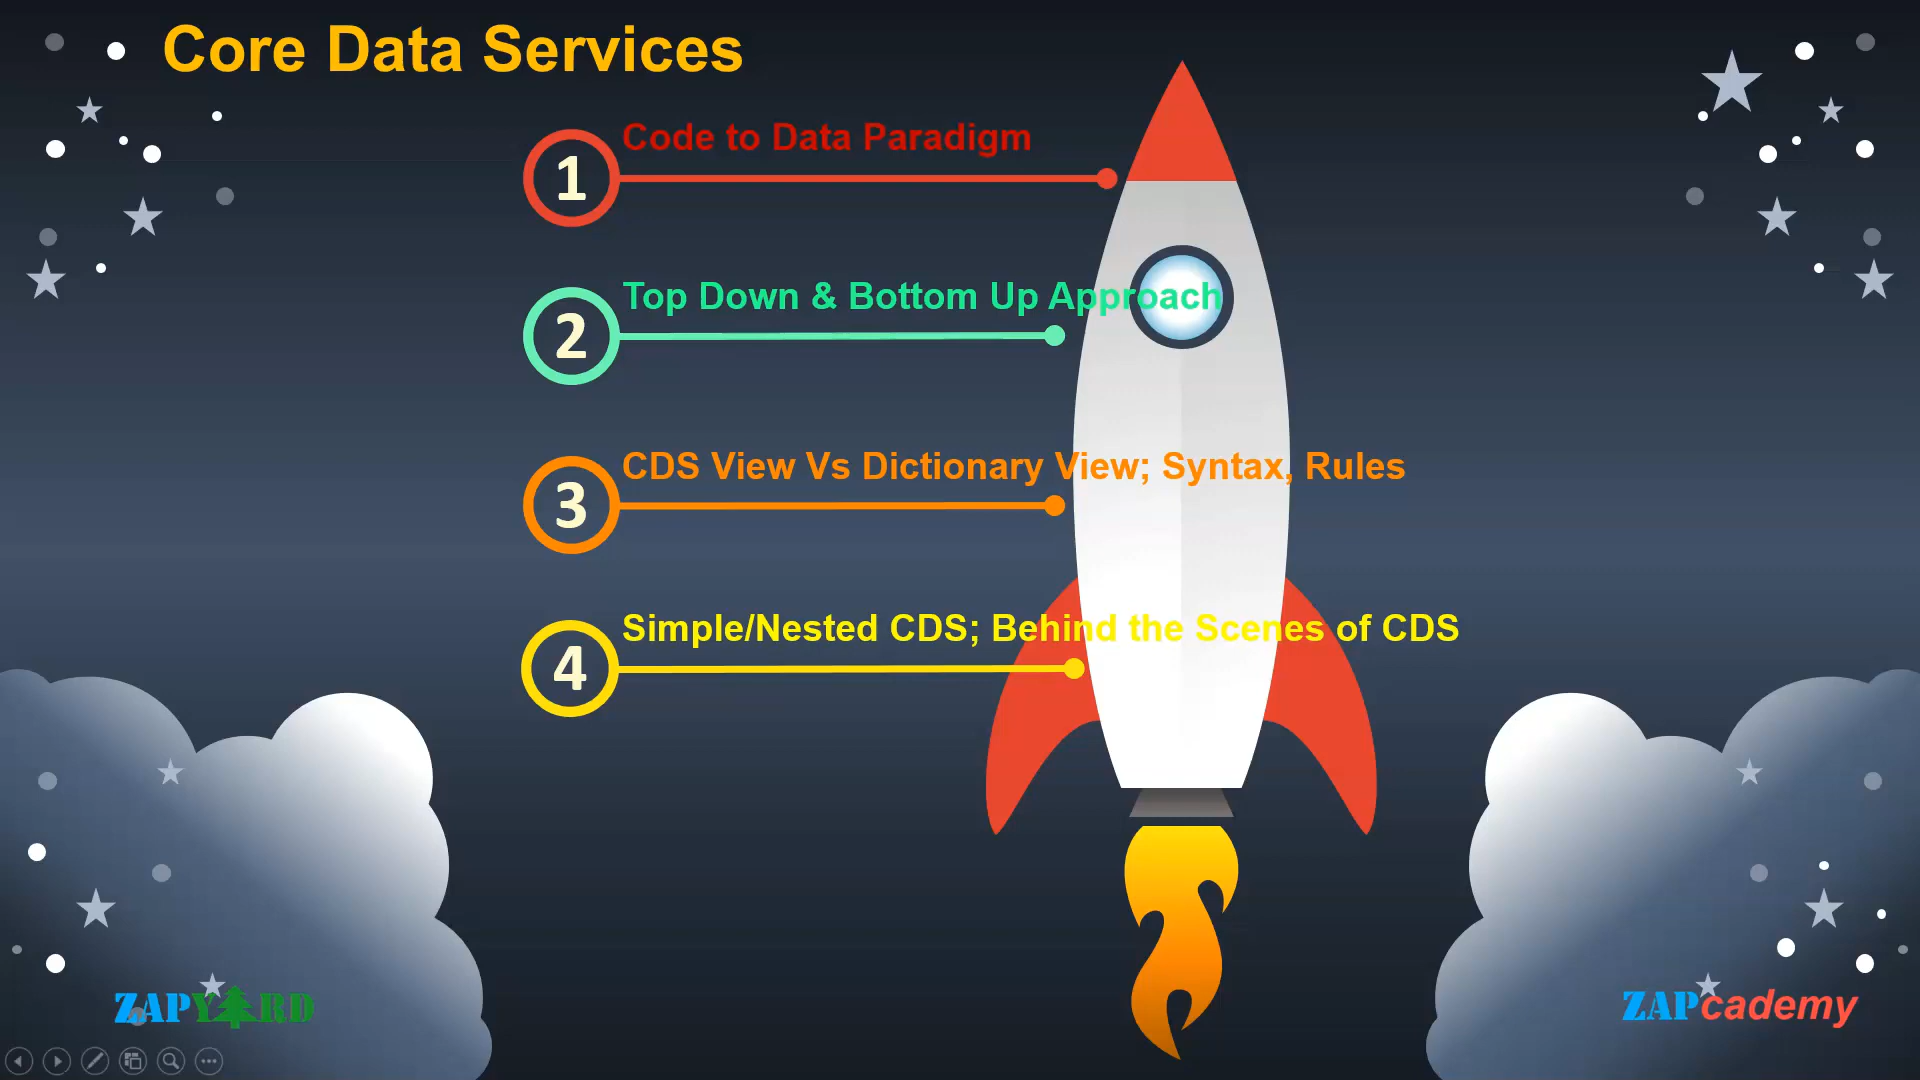 Core Data Services
1
Code to Data Paradigm
2
Top Down & Bottom Up Approach
3
CDS View Vs Dictionary View; Syntax, Rules
4
Simple/Nested CDS; Behind the Scenes of CDS
ZAPYARD
ZAPcademy